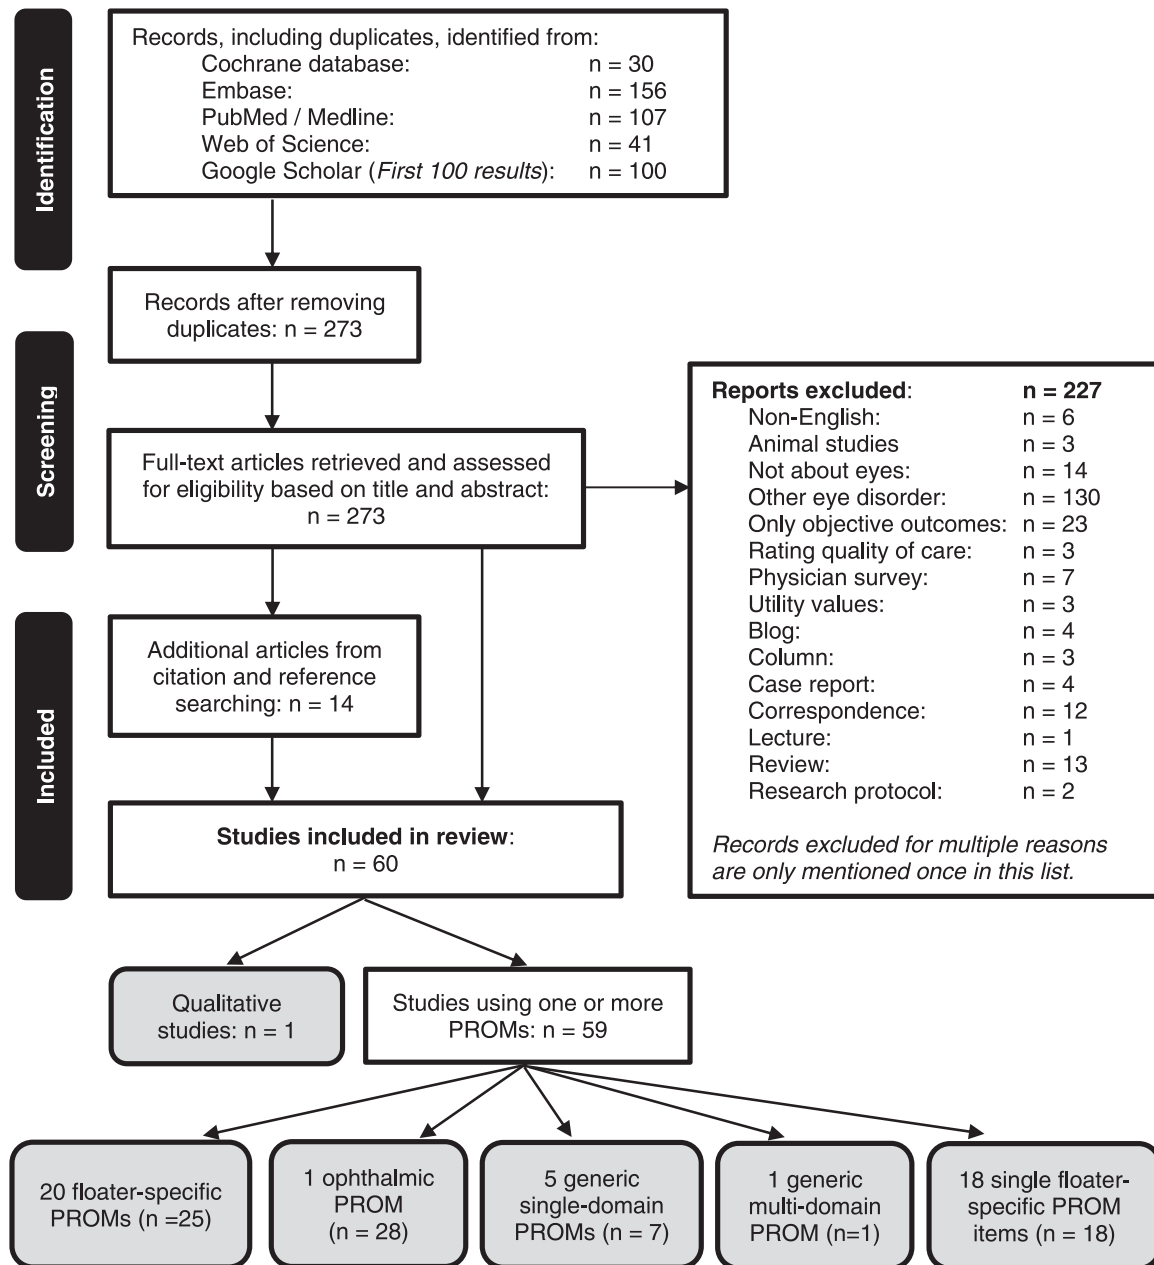 Identification
Records, including duplicates, identified from:
Cochrane database: n = 30
Embase: n = 156
PubMed / Medline: n = 107
Web of Science: n = 41
Google Scholar (First 100 results): n = 100
Records after removing
duplicates: n = 273
Screening
Full-text articles retrieved and assessed
for eligibility based on title and abstract:
n = 273
Reports excluded: n = 227
Non-English: n = 6
Animal studies n = 3
Not about eyes: n = 14
Other eye disorder: n = 130
Only objective outcomes: n = 23
Rating quality of care: n = 3
Physician survey: n = 7
Utility values: n = 3
Blog: n = 4
Column: n = 3
Case report: n = 4
Correspondence: n = 12
Lecture: n = 1
Review: n = 13
Research protocol: n = 2
Records excluded for multiple reasons
are only mentioned once in this list.
Included
Additional articles from
citation and reference
searching: n = 14
Studies included in review:
n = 60
Qualitative
studies: n = 1
Studies using one or more
PROMs: n = 59
20 floater-specific
PROMs (n =25)
1 ophthalmic
PROM
(n = 28)
5 generic
single-domain
PROMs (n = 7)
1 generic
multi-domain
PROM (n=1)
18 single floater-
specific PROM
items (n = 18)